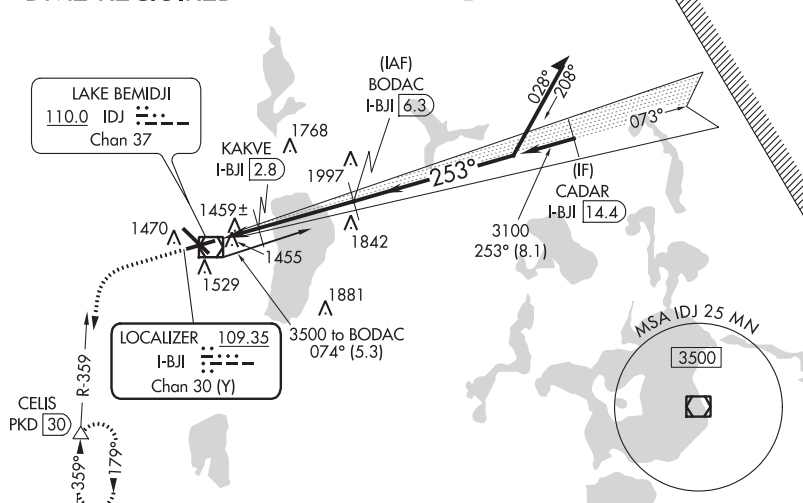 (IAF)
BODAC
I-BJI 6.3
028°
208°
073°
LAKE BEMIDJI
110.0 IDJ
Chan 37
1768
KAKVE
I-BJI 2.8
1997
253°
(IF)
CADAR
I-BJI 14.4
3100
253° (8.1)
1459±
1470
1455
1842
1529
1881
3500 to BODAC
074° (5.3)
LOCALIZER 109.35
I-BJI
Chan 30 (Y)
MSA IDJ 25 MN
3500
R-359
CELIS
PKD 30
359°
179°